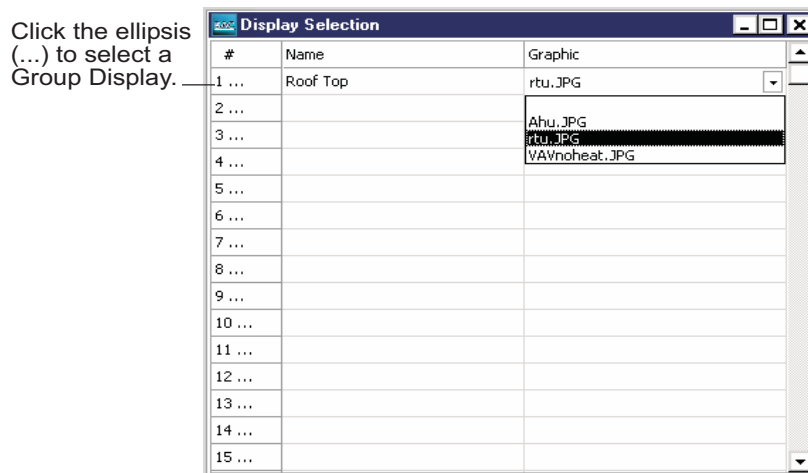 Click the ellipsis
(...) to select a
Group Display.
Display Selection
# Name Graphic
1 ... Roof Top rtu.JPG
Ahu.JPG
rtu.JPG
VAVnoheat.JPG
2 ...
3 ...
4 ...
5 ...
6 ...
7 ...
8 ...
9 ...
10 ...
11 ...
12 ...
13 ...
14 ...
15 ...